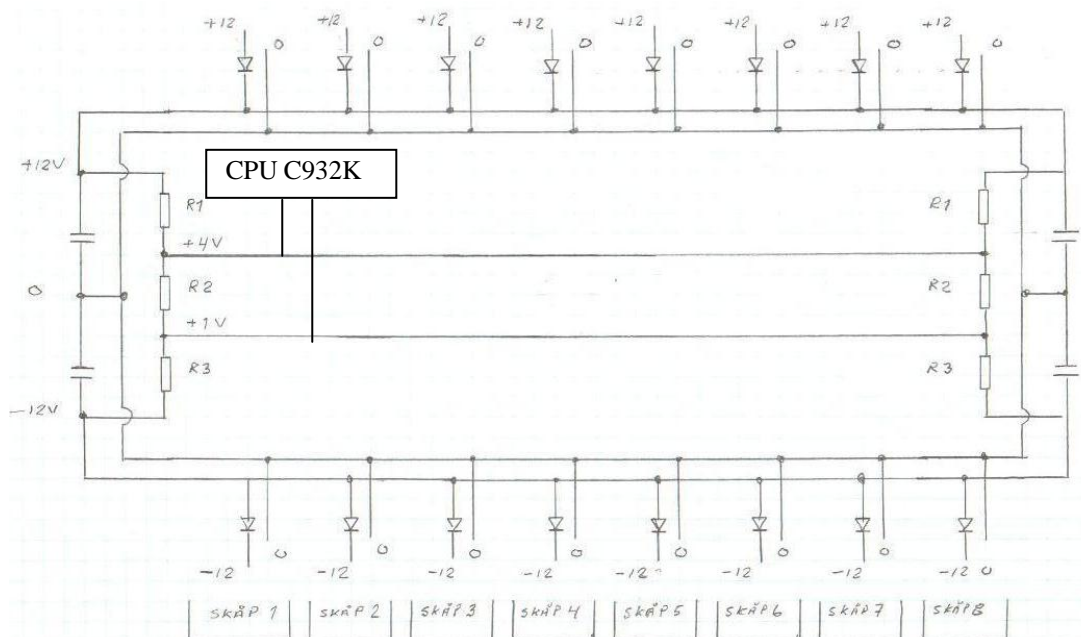 +12 +12 +12 +12 +12 +12 +12 +12
0 0 0 0 0 0 0 0
+12V
CPU C932K
R1 R1
+4V
0 R2 R2
+1V
R3 R3
-12V
0 0 0 0 0 0 0
-12 -12 -12 -12 -12 -12 -12 -12 0
SKÅP 1 SKÅP 2 SKÅP 3 SKÅP 4 SKÅP 5 SKÅP 6 SKÅP 7 SKÅP 8